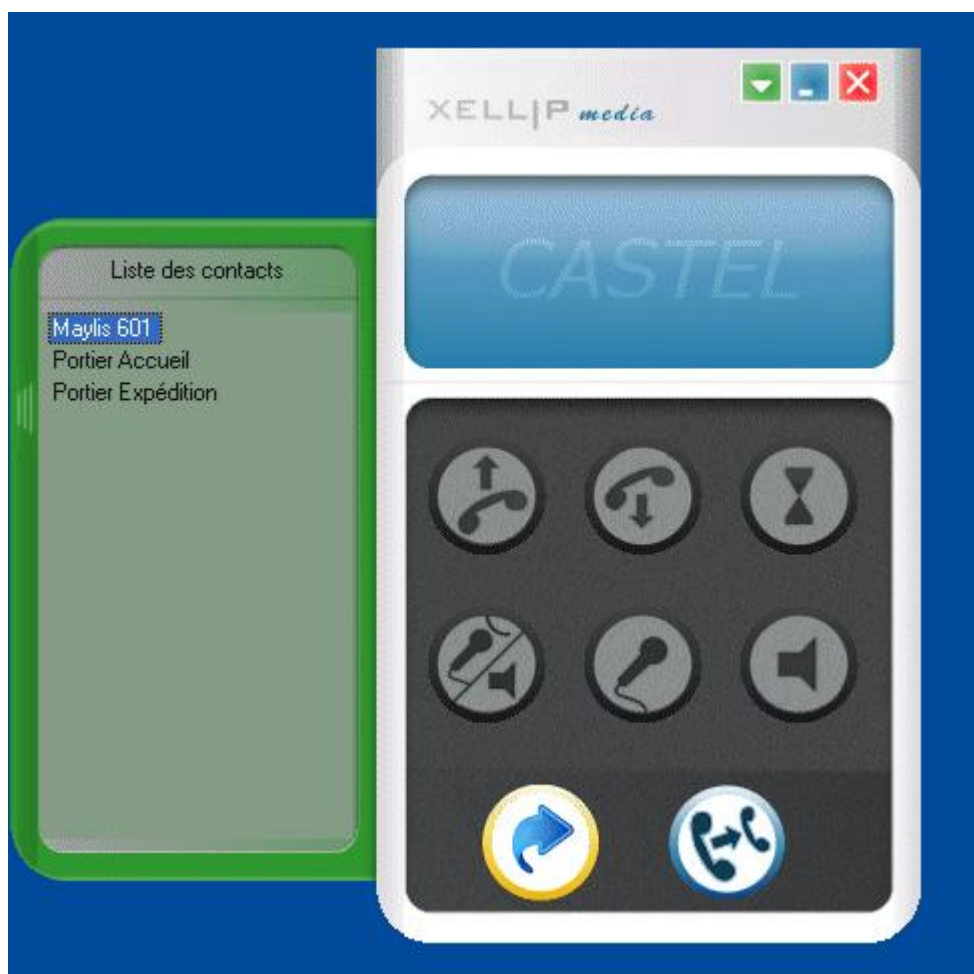 XELLIP media
CASTEL
Liste des contacts
Maylis 601
Portier Accueil
Portier Expédition